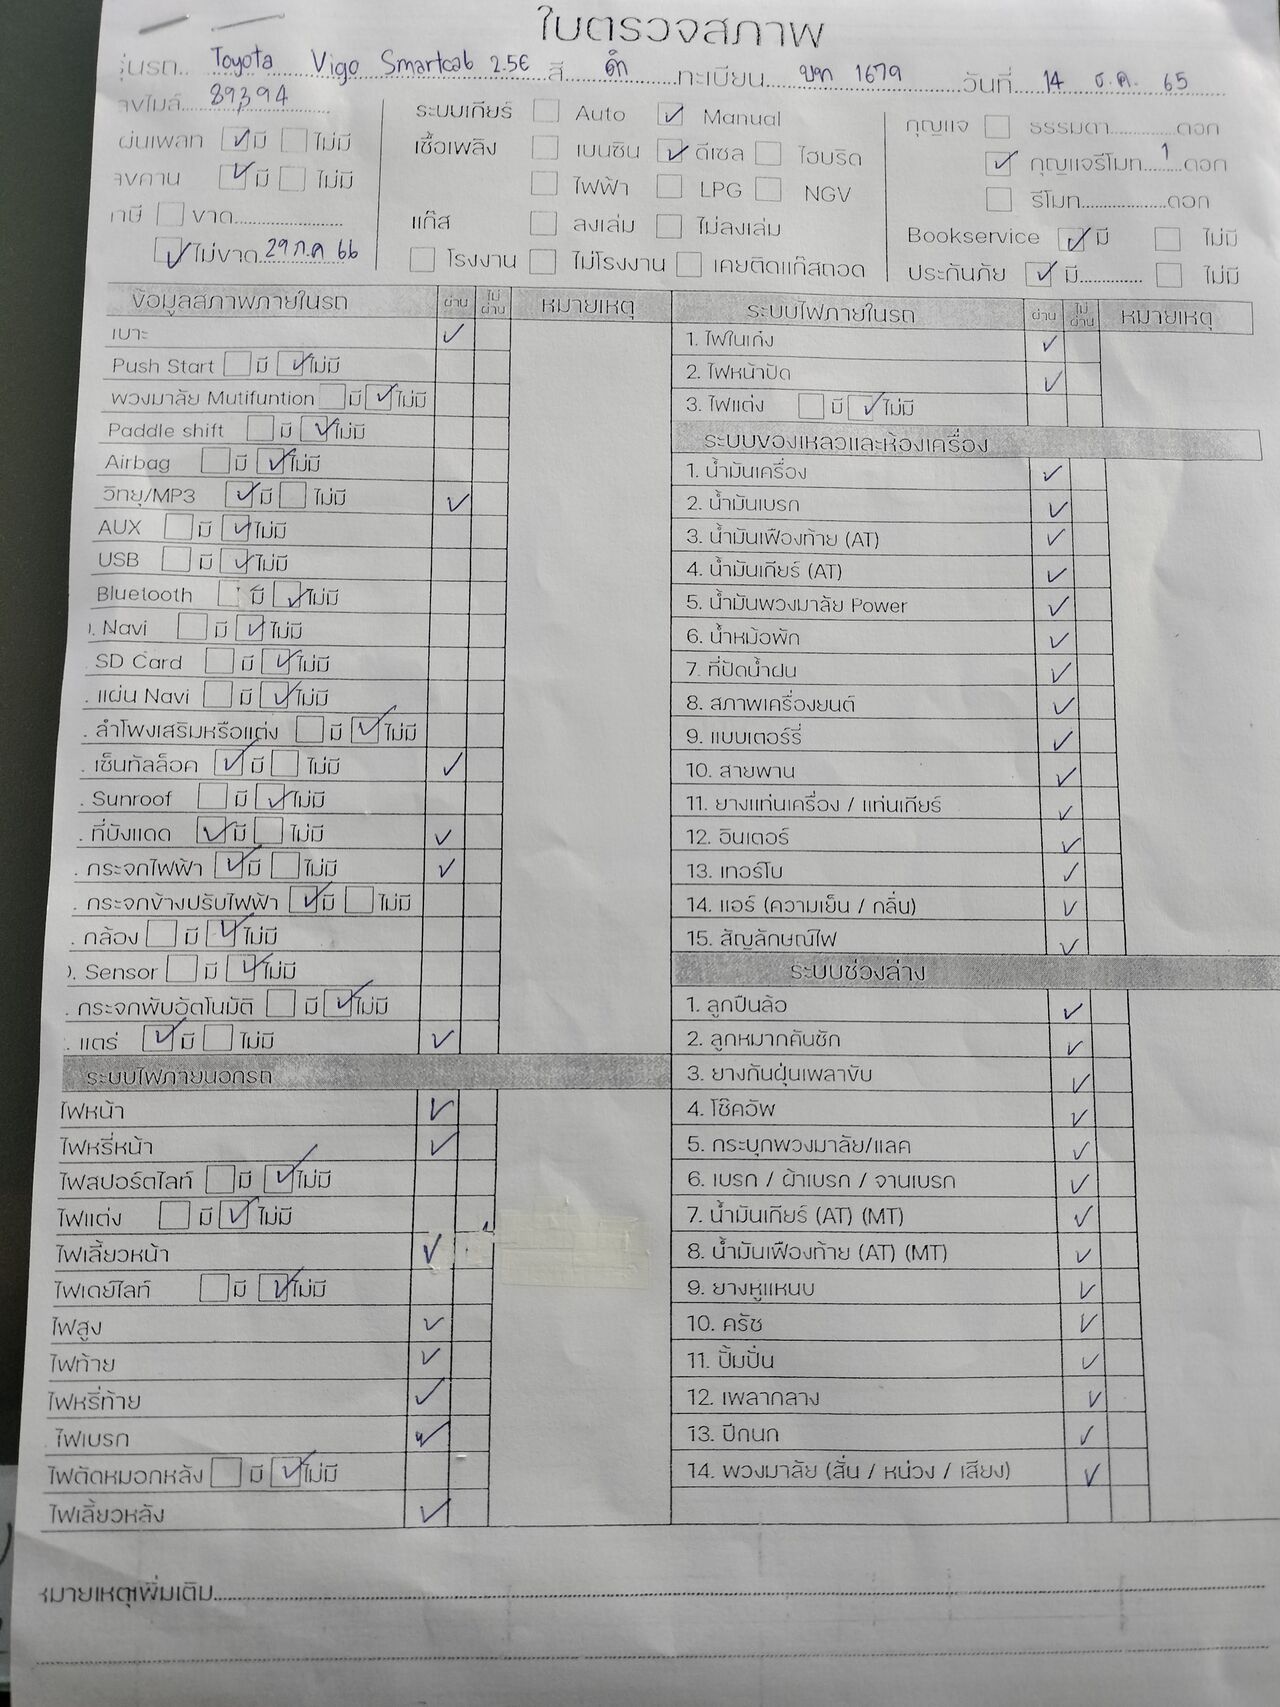 ใบตรวจสภาพ
รุ่นรถ.. Toyota Vigo Smartcab 2.5E สี ดำ ทะเบียน บท 1679 วันที่ 14 ธ.ค. 65
89,394
ระบบเกียร์ Auto ✓ Manual
กุญแจ ธรรมดา.............ดอก
แผ่นเพลท ✓ มี ไม่มี
เชื้อเพลิง เบนซิน ✓ ดีเซล ไฮบริด
✓ กุญแจรีโมท...1...ดอก
✓ มี ไม่มี
ไฟฟ้า LPG NGV
รีโมท.................ดอก
ขาด................
แก๊ส ลงเล่ม ไม่ลงเล่ม
Bookservice ✓ มี ไม่มี
✓ ไม่ขาด 29 ก.ค 66
โรงงาน ไม่โรงงาน เคยติดแก๊สถอด
ประกันภัย ✓ มี.............. ไม่มี
ข้อมูลสภาพภายในรถ ผ่าน ไม่ผ่าน หมายเหตุ
เบาะ ✓
Push Start มี ✓ ไม่มี
พวงมาลัย Mutifuntion มี ✓ ไม่มี
Paddle shift มี ✓ ไม่มี
Airbag มี ✓ ไม่มี
วิทยุ/MP3 ✓ มี ไม่มี ✓
AUX มี ✓ ไม่มี
USB มี ✓ ไม่มี
Bluetooth มี ✓ ไม่มี
. Navi มี ✓ ไม่มี
. SD Card มี ✓ ไม่มี
. แผ่น Navi มี ✓ ไม่มี
. ลำโพงเสริมหรือแต่ง มี ✓ ไม่มี
. เซ็นทัลล็อค ✓ มี ไม่มี ✓
. Sunroof มี ✓ ไม่มี
. ที่บังแดด ✓ มี ไม่มี ✓
. กระจกไฟฟ้า ✓ มี ไม่มี ✓
. กระจกข้างปรับไฟฟ้า ✓ มี ไม่มี
. กล้อง มี ✓ ไม่มี
. Sensor มี ✓ ไม่มี
. กระจกพับอัตโนมัติ มี ✓ ไม่มี
. แตร่ ✓ มี ไม่มี ✓
ระบบไฟภายนอกรถ
ไฟหน้า ✓
ไฟหรี่หน้า ✓
ไฟสปอร์ตไลท์ มี ✓ ไม่มี
ไฟแต่ง มี ✓ ไม่มี
ไฟเลี้ยวหน้า ✓
ไฟเดย์ไลท์ มี ✓ ไม่มี
ไฟสูง ✓
ไฟท้าย ✓
ไฟหรี่ท้าย ✓
. ไฟเบรก ✓
ไฟตัดหมอกหลัง มี ✓ ไม่มี
ไฟเลี้ยวหลัง ✓
ระบบไฟภายในรถ ผ่าน ไม่ผ่าน หมายเหตุ
1. ไฟในเก๋ง ✓
2. ไฟหน้าปัด ✓
3. ไฟแต่ง มี ✓ ไม่มี
ระบบของเหลวและห้องเครื่อง
1. น้ำมันเครื่อง ✓
2. น้ำมันเบรก ✓
3. น้ำมันเฟืองท้าย (AT) ✓
4. น้ำมันเกียร์ (AT) ✓
5. น้ำมันพวงมาลัย Power ✓
6. น้ำหม้อพัก ✓
7. ที่ปัดน้ำฝน ✓
8. สภาพเครื่องยนต์ ✓
9. แบบเตอร์รี่ ✓
10. สายพาน ✓
11. ยางแท่นเครื่อง / แท่นเกียร์ ✓
12. อินเตอร์ ✓
13. เทอร์โบ ✓
14. แอร์ (ความเย็น / กลิ่น) ✓
15. สัญลักษณ์ไฟ ✓
ระบบช่วงล่าง
1. ลูกปืนล้อ ✓
2. ลูกหมากคันชัก ✓
3. ยางกันฝุ่นเพลาขับ ✓
4. โช๊คอัพ ✓
5. กระบุกพวงมาลัย/แลค ✓
6. เบรก / ผ้าเบรก / จานเบรก ✓
7. น้ำมันเกียร์ (AT) (MT) ✓
8. น้ำมันเฟืองท้าย (AT) (MT) ✓
9. ยางหูแหนบ ✓
10. ครัช ✓
11. ปั้มปั่น ✓
12. เพลากลาง ✓
13. ปีกนก ✓
14. พวงมาลัย (สั่น / หน่วง / เสียง) ✓
หมายเหตุเพิ่มเติม